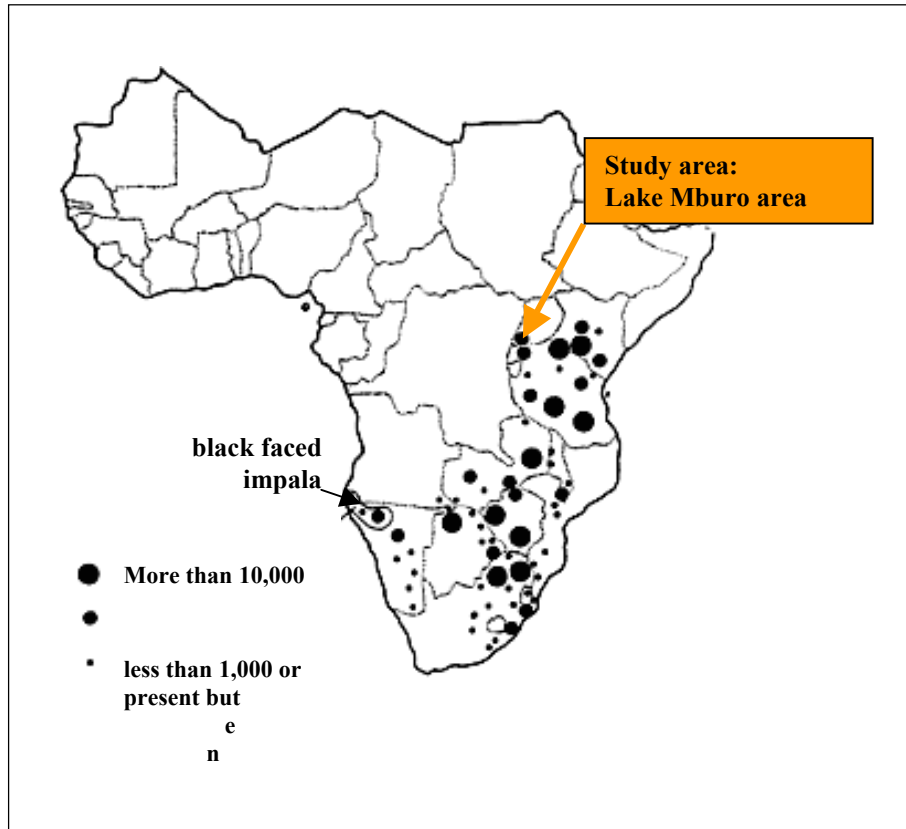 Study area:
Lake Mburo area
black faced
impala
More than 10,000
less than 1,000 or
present but
e
n